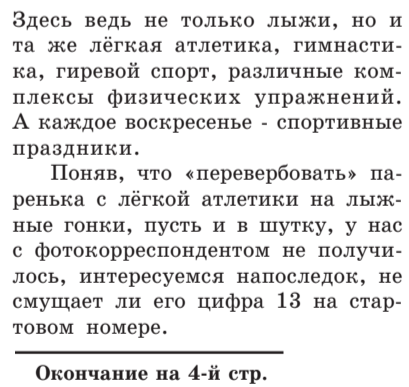 Здесь ведь не только лыжи, но и
та же лёгкая атлетика, гимнасти-
ка, гиревой спорт, различные ком-
плексы физических упражнений.
А каждое воскресенье - спортивные
праздники.
Поняв, что «перевербовать» па-
ренька с лёгкой атлетики на лыж-
ные гонки, пусть и в шутку, у нас
с фотокорреспондентом не получи-
лось, интересуемся напоследок, не
смущает ли его цифра 13 на стар-
товом номере.
Окончание на 4-й стр.